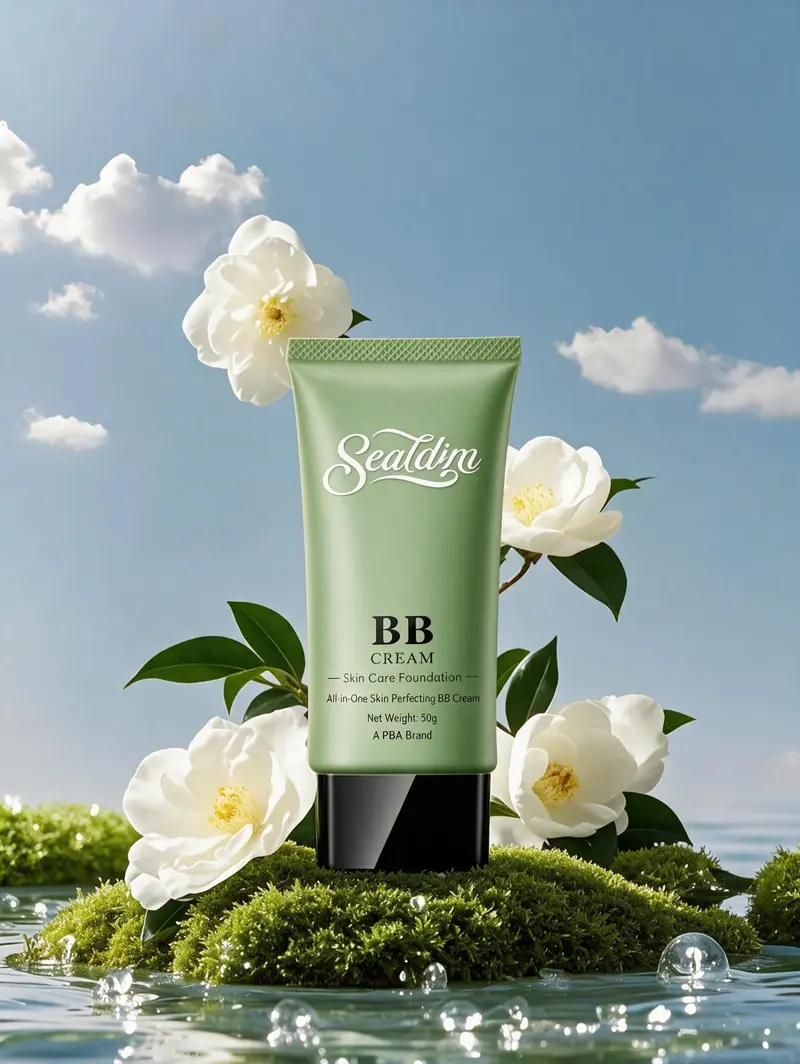 Sealdim
BB
CREAM
— Skin Care Foundation —
All-in-One Skin Perfecting BB Cream
Net Weight: 50g
A PBA Brand